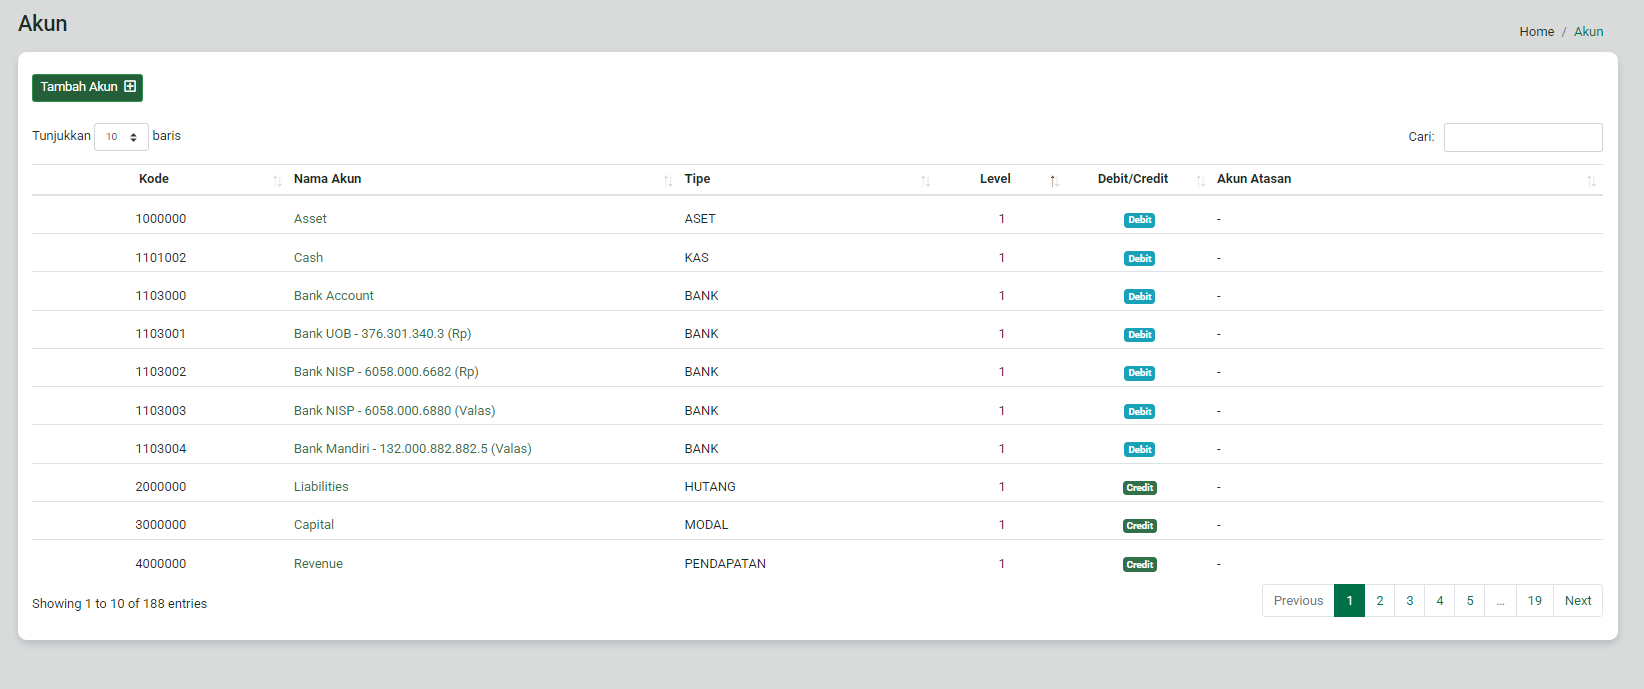 Akun
Home / Akun
Tambah Akun
Tunjukkan 10 baris
Cari:
Kode Nama Akun Tipe Level Debit/Credit Akun Atasan
1000000 Asset ASET 1 Debit -
1101002 Cash KAS 1 Debit -
1103000 Bank Account BANK 1 Debit -
1103001 Bank UOB - 376.301.340.3 (Rp) BANK 1 Debit -
1103002 Bank NISP - 6058.000.6682 (Rp) BANK 1 Debit -
1103003 Bank NISP - 6058.000.6880 (Valas) BANK 1 Debit -
1103004 Bank Mandiri - 132.000.882.882.5 (Valas) BANK 1 Debit -
2000000 Liabilities HUTANG 1 Credit -
3000000 Capital MODAL 1 Credit -
4000000 Revenue PENDAPATAN 1 Credit -
Showing 1 to 10 of 188 entries
Previous 1 2 3 4 5 ... 19 Next